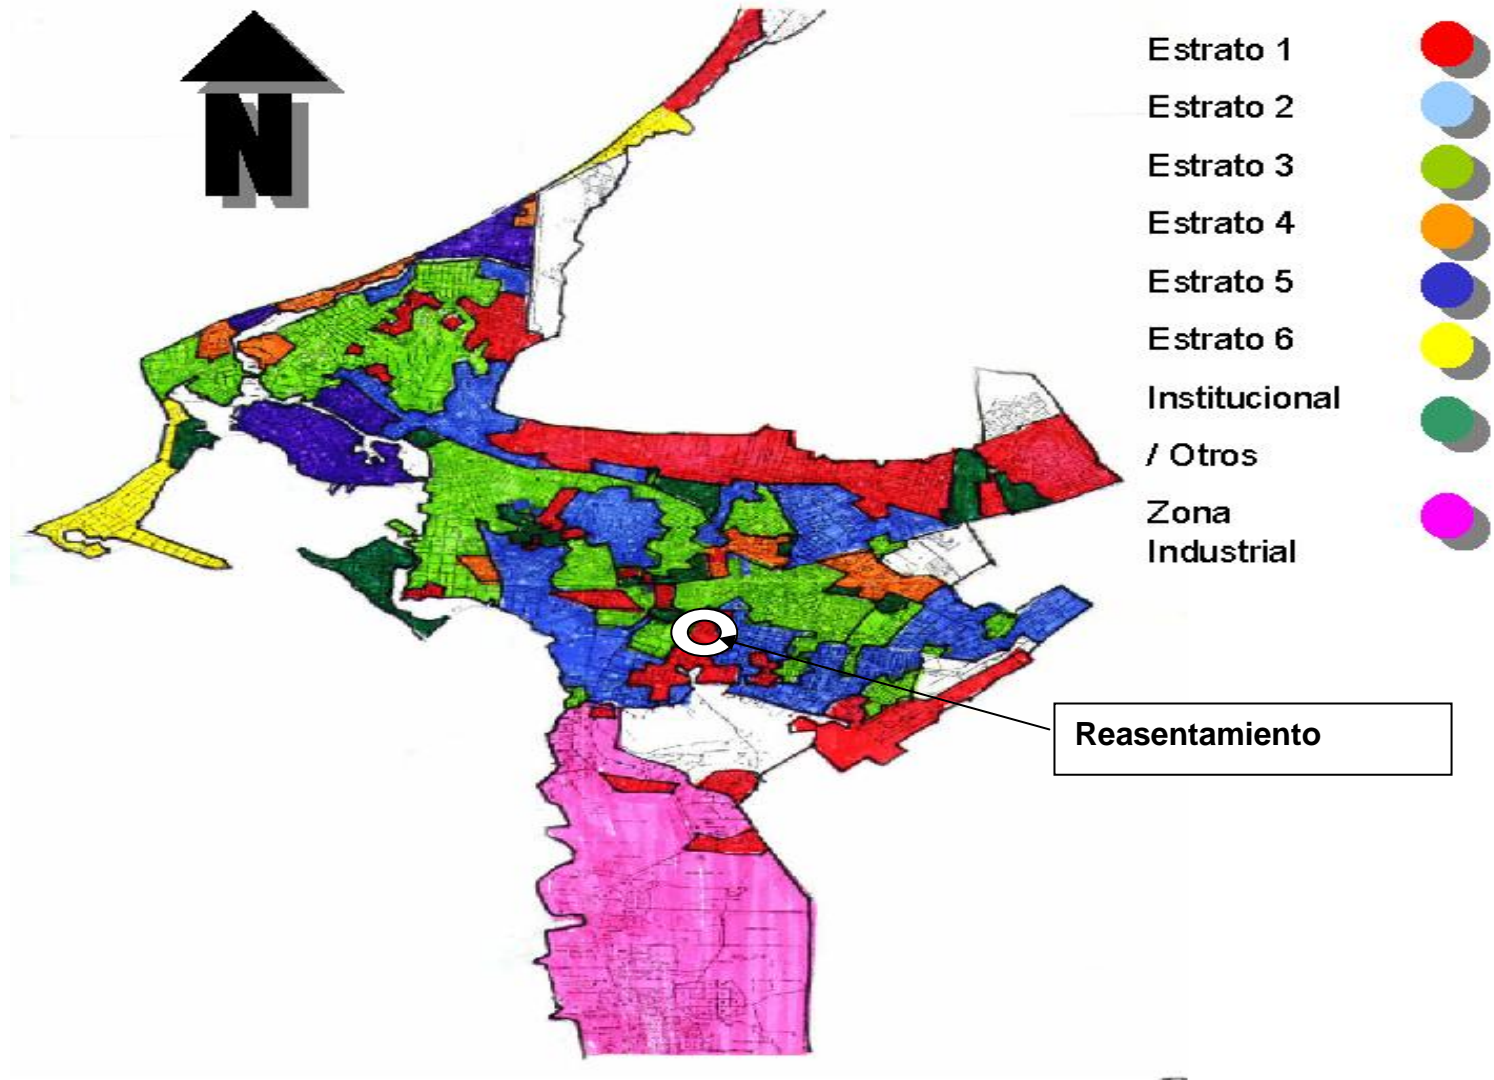 N
Estrato 1
Estrato 2
Estrato 3
Estrato 4
Estrato 5
Estrato 6
Institucional
/ Otros
Zona
Industrial
Reasentamiento